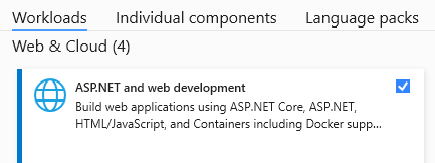 Workloads Individual components Language packs
Web & Cloud (4)
ASP.NET and web development
Build web applications using ASP.NET Core, ASP.NET,
HTML/JavaScript, and Containers including Docker supp...